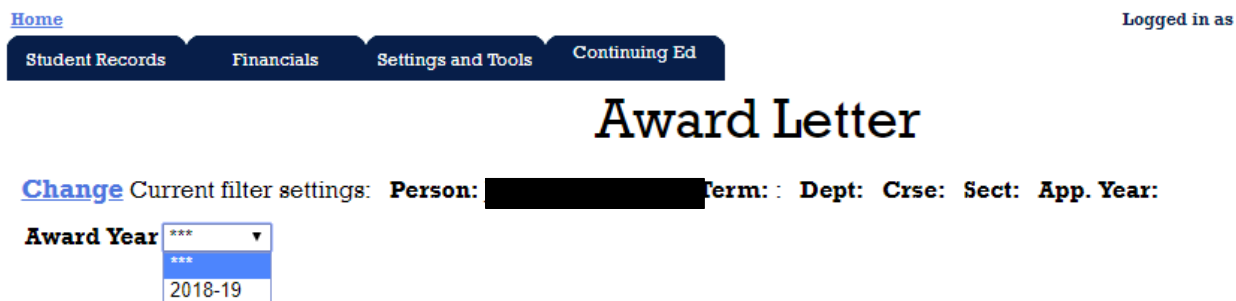 Home Logged in as
Student Records Financials Settings and Tools Continuing Ed
Award Letter
Change Current filter settings: Person: Term: : Dept: Crse: Sect: App. Year:
Award Year ***
***
2018-19